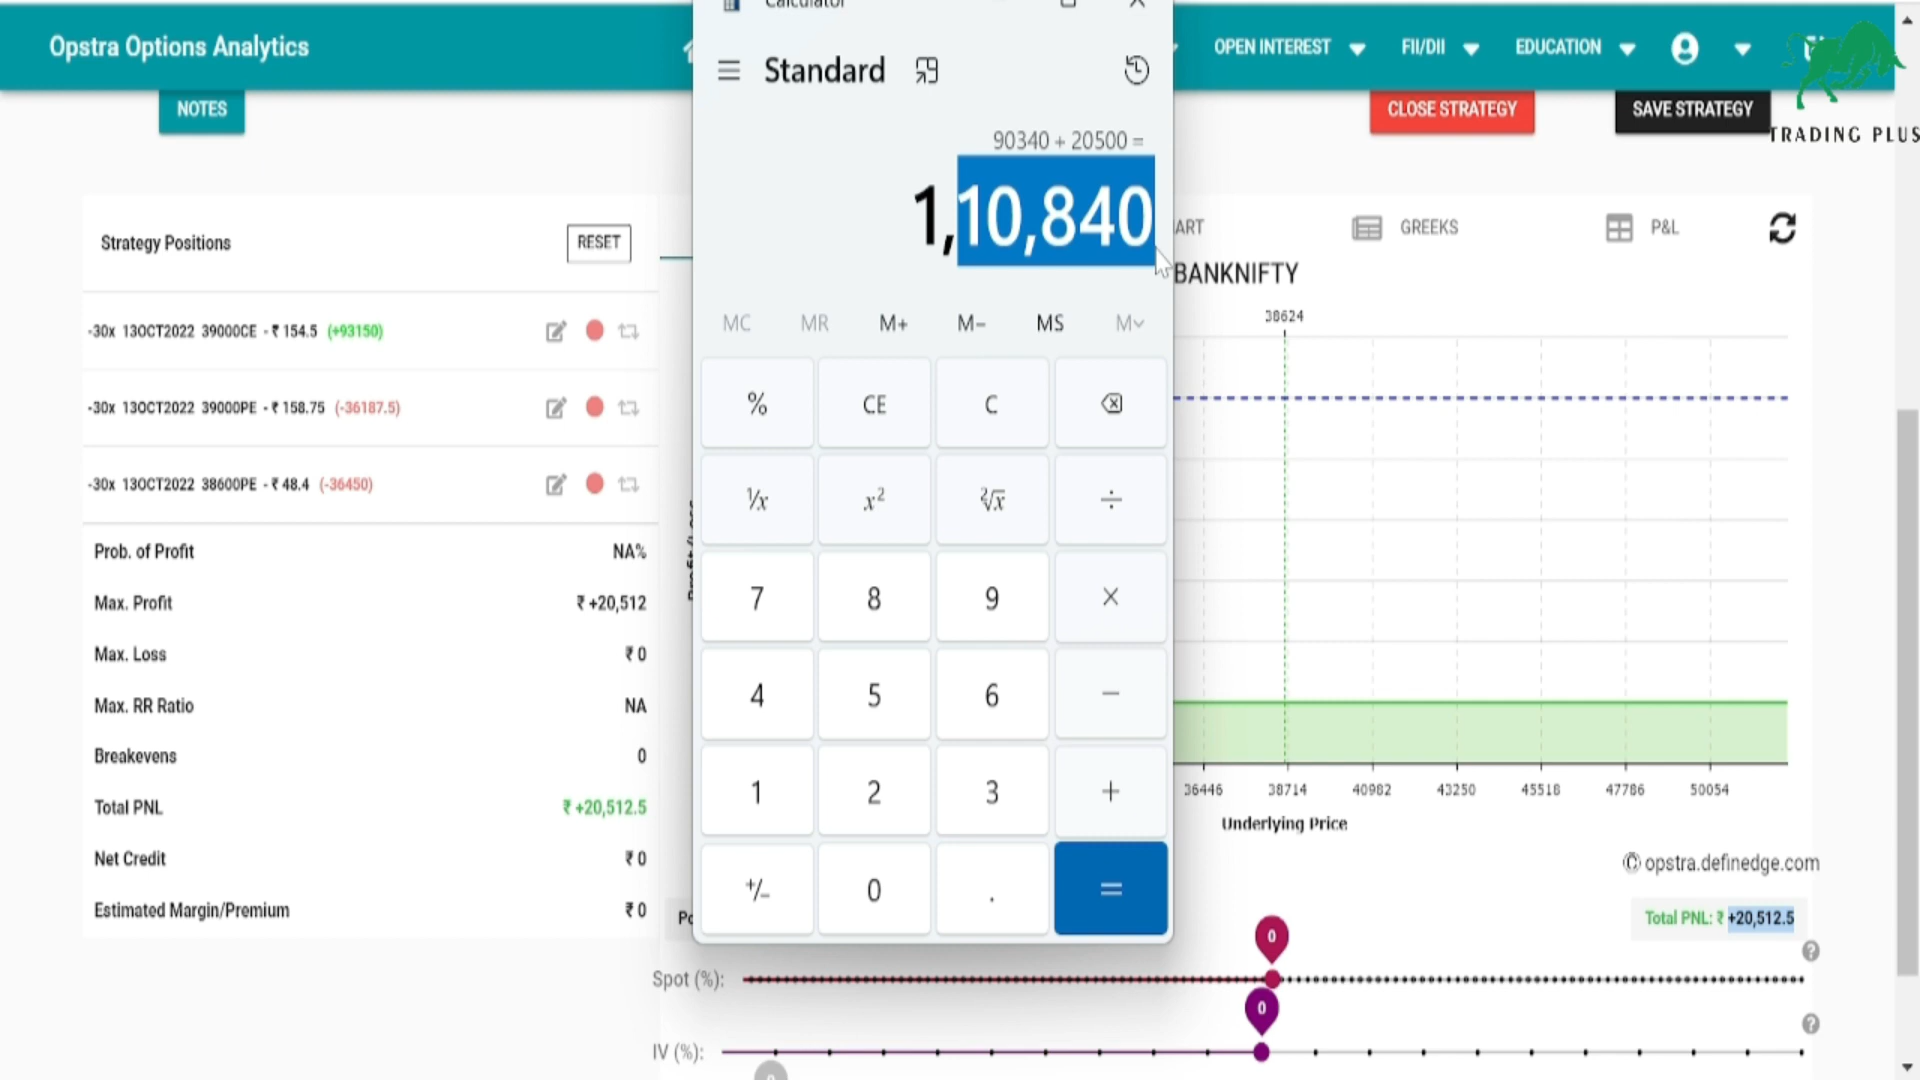 Calculator
Opstra Options Analytics
OPEN INTEREST
FII/DII
EDUCATION
NOTES
Standard
CLOSE STRATEGY
SAVE STRATEGY
TRADING PLUS
90340 + 20500 =
1,10,840
Strategy Positions
RESET
GREEKS
P&L
BANKNIFTY
38624
-30x 13OCT2022 39000CE - ₹ 154.5 (+93150)
-30x 13OCT2022 39000PE - ₹ 158.75 (-36187.5)
-30x 13OCT2022 38600PE - ₹ 48.4 (-36450)
MC MR M+ M− MS M˅
% CE C
⅟x x² ²√x ÷
7 8 9 ×
4 5 6 −
1 2 3 +
+/− 0 . =
Prob. of Profit NA%
Max. Profit ₹ +20,512
Max. Loss ₹ 0
Max. RR Ratio NA
Breakevens 0
Total PNL ₹ +20,512.5
Net Credit ₹ 0
Estimated Margin/Premium ₹ 0
36446 38714 40982 43250 45518 47786 50054
Underlying Price
© opstra.definedge.com
Total PNL: ₹ +20,512.5
0
Spot (%):
0
IV (%):